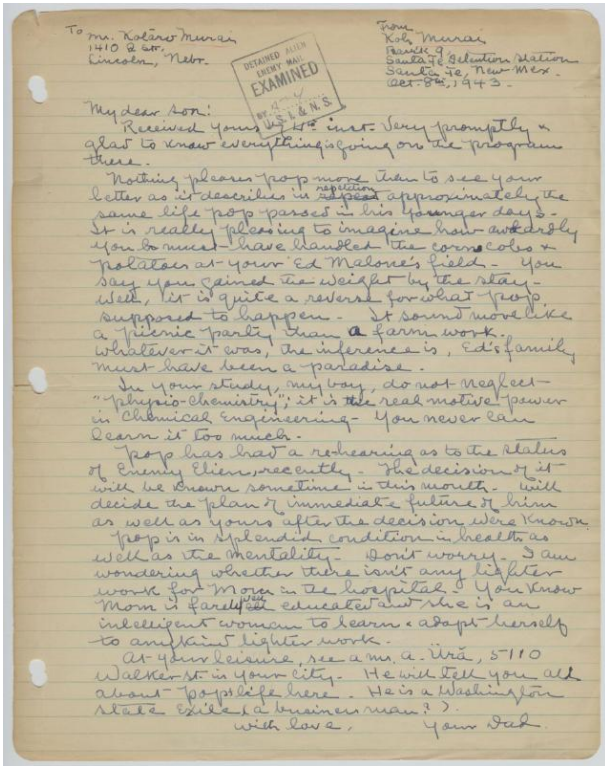 To Mr. Kotaro Murai
1410 Q str.
Lincoln, Nebr.
From
Murai
Barrk 9,
Santa Fe Detention Station
Santa Fe, New Mex.
Oct. 8th, 1943.
DETAINED ALIEN
ENEMY MAIL
EXAMINED
BY
U.S.I. & N.S.
My dear son:
Received yours of inst. very promptly &
glad to know everything is going on the program
there.
Nothing pleases pop more than to see your
letter as it describes in repetation approximately the
same life pop passed in his younger days.
It is really pleasing to imagine how awkardly
you b. must have handled the corn cobs &
potatoes at your Ed Malone's field - You
say you gained the weight by the stay -
Well, it is quite a reverse for what pop
supposed to happen - It sound more like
a picnic party than a farm work.
Whatever it was, the inference is, Ed's family
must have been a paradise.
In your study, my boy, do not neglect
"physio-chemistry"; it is the real motive power
in Chemical Engineering - You never can
learn it too much.
Pop has had a re-hearing as to the status
of Enemy Elien, recently - The decision of it
will be known sometime in this month - Will
decide the plan of immediate future of him
as well as yours after the decision were known.
Pop is in splendid condition in health as
well as the mentality - Don't worry - I am
wondering whether there isn't any lighter
work for Mom in the hospital - You know
Mom is farely well educated and she is an
intelligent woman to learn & adapt herself
to any kind lighter work.
At your leisure, see a Mr. A. Ura, 5110
Walker st. in your city - He will tell you all
about pop's life here. He is a Washington
state Exile (a business man?).
With love, Your Dad